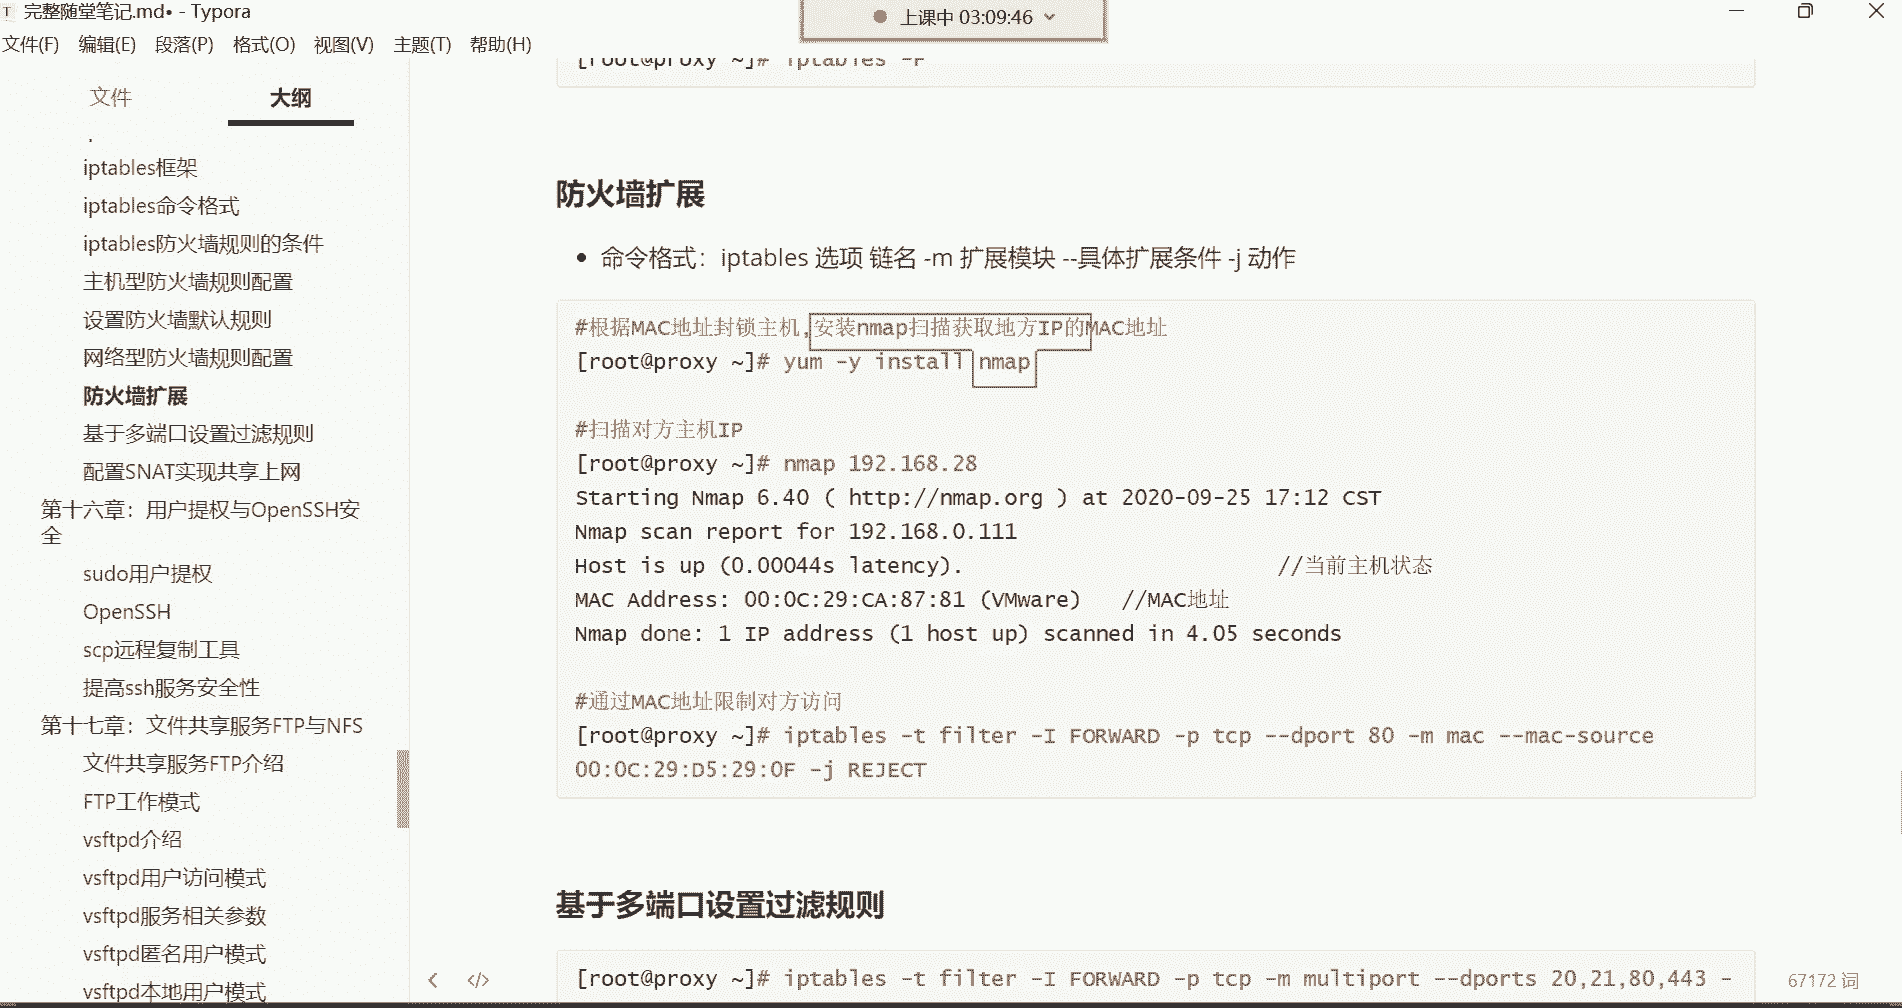 完整随堂笔记.md• - Typora
上课中 03:09:46
文件(F) 编辑(E) 段落(P) 格式(O) 视图(V) 主题(T) 帮助(H)
文件 大纲
iptables框架
iptables命令格式
iptables防火墙规则的条件
主机型防火墙规则配置
设置防火墙默认规则
网络型防火墙规则配置
防火墙扩展
基于多端口设置过滤规则
配置SNAT实现共享上网
第十六章：用户提权与OpenSSH安
全
sudo用户提权
OpenSSH
scp远程复制工具
提高ssh服务安全性
第十七章：文件共享服务FTP与NFS
文件共享服务FTP介绍
FTP工作模式
vsftpd介绍
vsftpd用户访问模式
vsftpd服务相关参数
vsftpd匿名用户模式
vsftpd本地用户模式
[root@proxy ~]# iptables -F
防火墙扩展
• 命令格式：iptables 选项 链名 -m 扩展模块 --具体扩展条件 -j 动作
#根据MAC地址封锁主机,安装nmap扫描获取地方IP的MAC地址
[root@proxy ~]# yum -y install nmap
#扫描对方主机IP
[root@proxy ~]# nmap 192.168.28
Starting Nmap 6.40 ( http://nmap.org ) at 2020-09-25 17:12 CST
Nmap scan report for 192.168.0.111
Host is up (0.00044s latency). //当前主机状态
MAC Address: 00:0C:29:CA:87:81 (VMware) //MAC地址
Nmap done: 1 IP address (1 host up) scanned in 4.05 seconds
#通过MAC地址限制对方访问
[root@proxy ~]# iptables -t filter -I FORWARD -p tcp --dport 80 -m mac --mac-source
00:0C:29:D5:29:0F -j REJECT
基于多端口设置过滤规则
[root@proxy ~]# iptables -t filter -I FORWARD -p tcp -m multiport --dports 20,21,80,443 -
67172 词